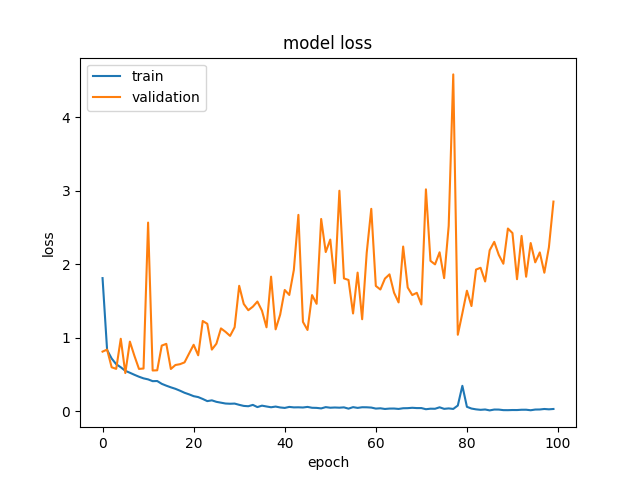 model loss
train
validation
loss
4
3
2
1
0
0 20 40 60 80 100
epoch